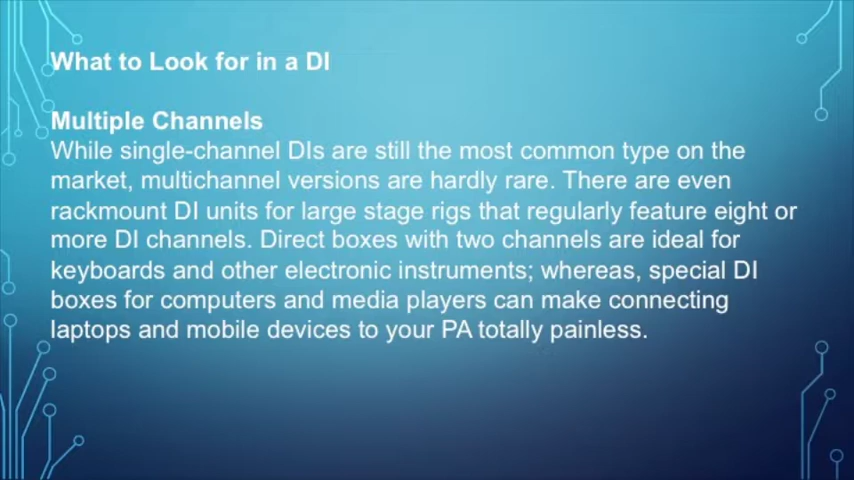 What to Look for in a DI
Multiple Channels
While single-channel DIs are still the most common type on the
market, multichannel versions are hardly rare. There are even
rackmount DI units for large stage rigs that regularly feature eight or
more DI channels. Direct boxes with two channels are ideal for
keyboards and other electronic instruments; whereas, special DI
boxes for computers and media players can make connecting
laptops and mobile devices to your PA totally painless.